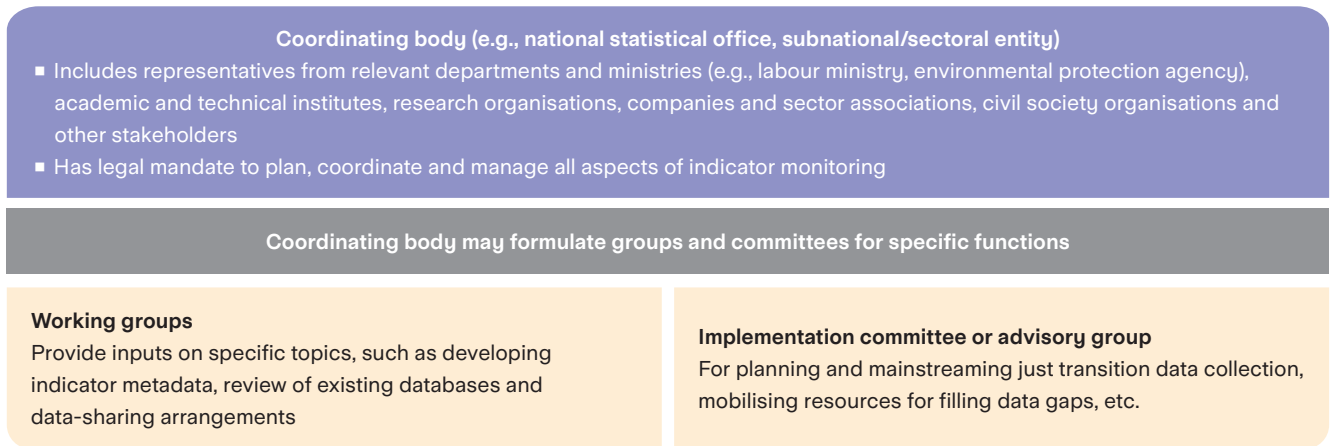 Coordinating body (e.g., national statistical office, subnational/sectoral entity)
▪ Includes representatives from relevant departments and ministries (e.g., labour ministry, environmental protection agency),
academic and technical institutes, research organisations, companies and sector associations, civil society organisations and
other stakeholders
▪ Has legal mandate to plan, coordinate and manage all aspects of indicator monitoring
Coordinating body may formulate groups and committees for specific functions
Working groups
Provide inputs on specific topics, such as developing
indicator metadata, review of existing databases and
data-sharing arrangements
Implementation committee or advisory group
For planning and mainstreaming just transition data collection,
mobilising resources for filling data gaps, etc.